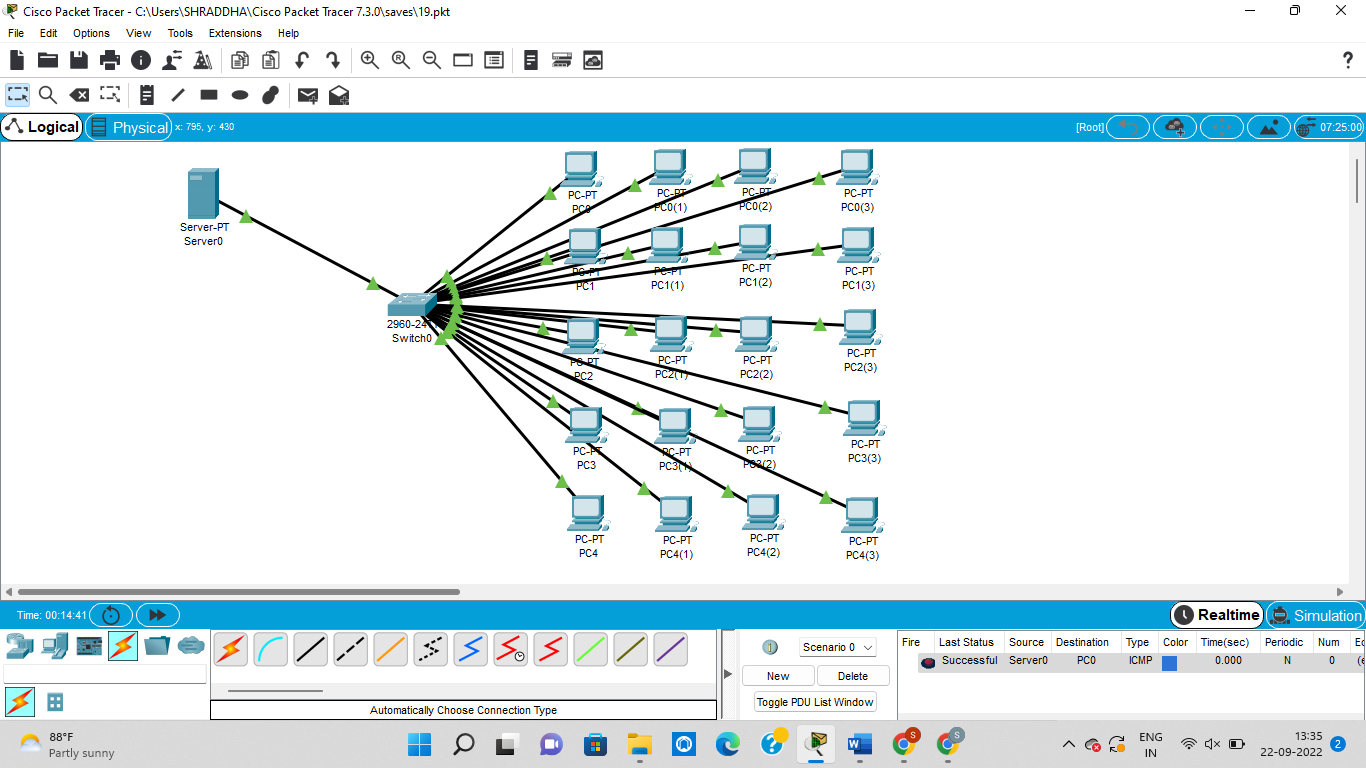 Cisco Packet Tracer - C:\Users\SHRADDHA\Cisco Packet Tracer 7.3.0\saves\19.pkt
File Edit Options View Tools Extensions Help
?
Logical Physical x: 795, y: 430 [Root] 07:25:00
Server-PT
Server0
2960-24
Switch0
PC-PT
PC0
PC-PT
PC0(1)
PC-PT
PC0(2)
PC-PT
PC0(3)
PC-PT
PC1
PC-PT
PC1(1)
PC-PT
PC1(2)
PC-PT
PC1(3)
PC-PT
PC2
PC-PT
PC2(1)
PC-PT
PC2(2)
PC-PT
PC2(3)
PC-PT
PC3
PC-PT
PC3(1)
PC-PT
PC3(2)
PC-PT
PC3(3)
PC-PT
PC4
PC-PT
PC4(1)
PC-PT
PC4(2)
PC-PT
PC4(3)
Time: 00:14:41 Realtime Simulation
Automatically Choose Connection Type
Scenario 0
New Delete
Toggle PDU List Window
Fire Last Status Source Destination Type Color Time(sec) Periodic Num Ec
Successful Server0 PC0 ICMP 0.000 N 0 (e
88°F
Partly sunny
S
S
ENG
IN
13:35
22-09-2022
2